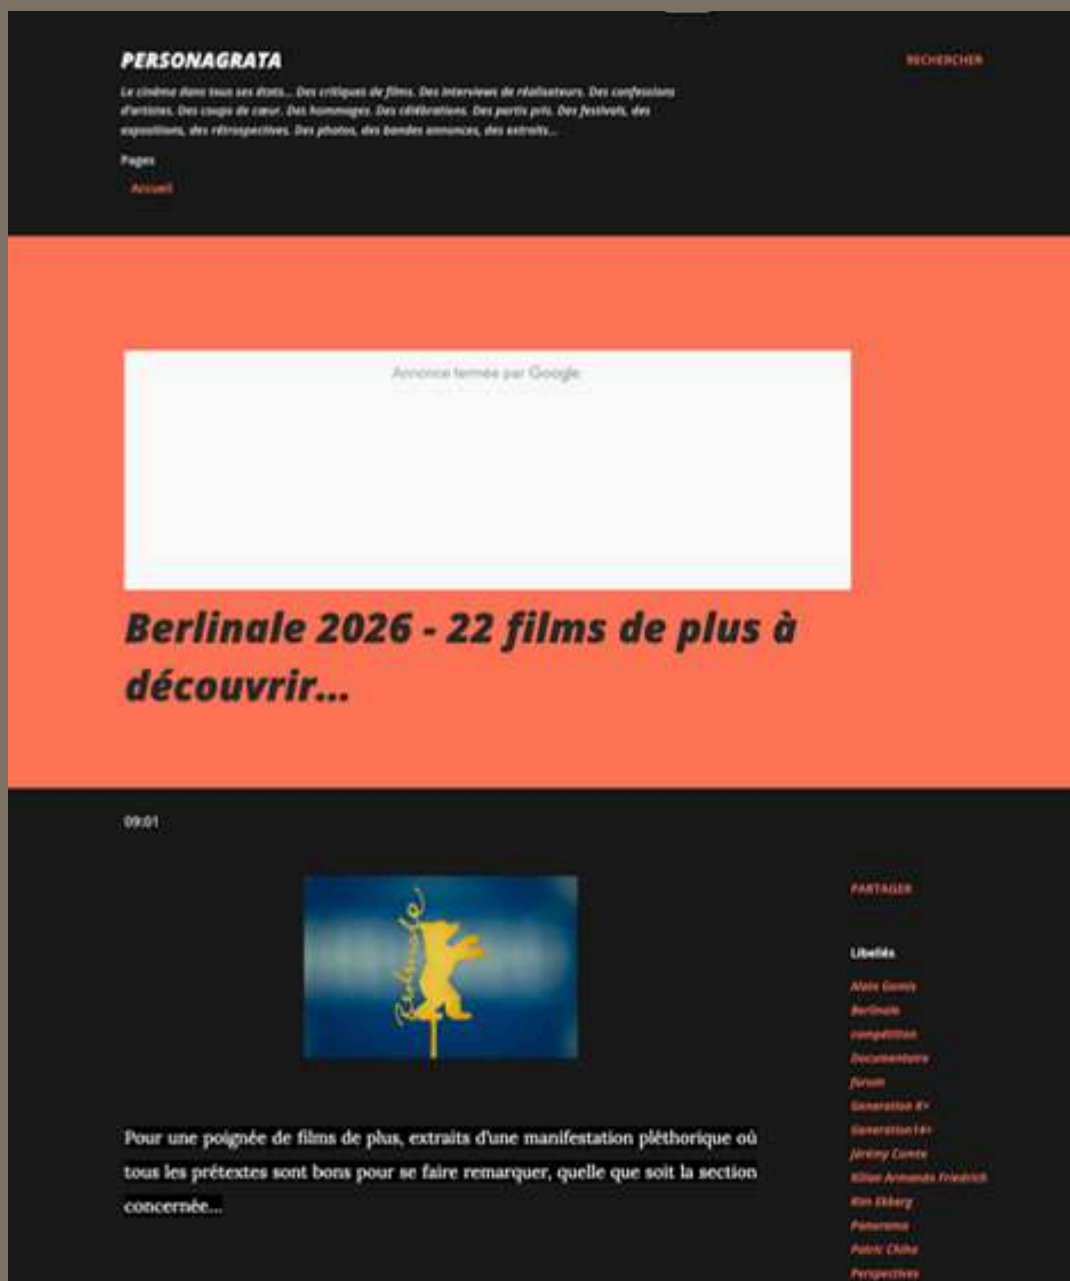 PERSONAGRATA
RECHERCHER
Le cinéma dans tous ses états... Des critiques de films. Des interviews de réalisateurs. Des confessions
d'artistes. Des coups de cœur. Des hommages. Des célébrations. Des partis pris. Des festivals, des
expositions, des rétrospectives. Des photos, des bandes annonces, des extraits...
Pages
Accueil
Annonce fermée par Google
Berlinale 2026 - 22 films de plus à
découvrir...
09:01
Berlinale
PARTAGER
Libellés
Alain Gomis
Berlinale
compétition
Documentaire
forum
Generation K+
Generation14+
Jérémy Comte
Kilian Armando Friedrich
Kim Ekberg
Panorama
Patric Chiha
Perspectives
Pour une poignée de films de plus, extraits d'une manifestation pléthorique où
tous les prétextes sont bons pour se faire remarquer, quelle que soit la section
concernée...